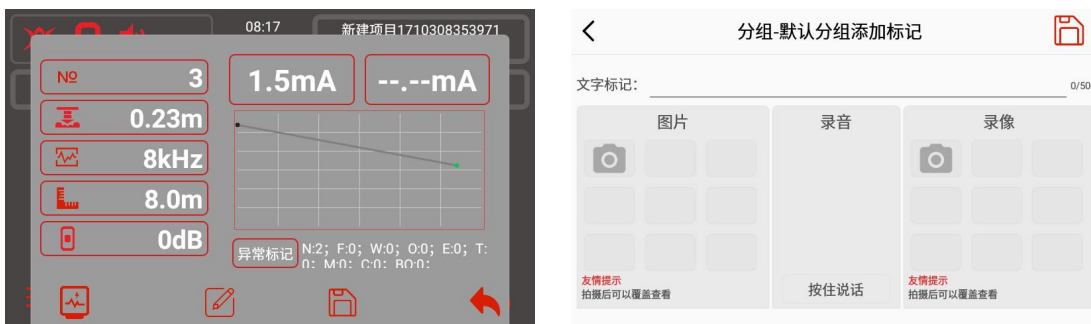 08:17
新建项目1710308353971
№ 3
1.5mA
--.--mA
0.23m
8kHz
8.0m
0dB
异常标记
N:2; F:0; W:0; O:0; E:0; T:
0; M:0; C:0; BO:0;
分组-默认分组添加标记
文字标记:
0/50
图片
录音
录像
友情提示
拍摄后可以覆盖查看
按住说话
友情提示
拍摄后可以覆盖查看